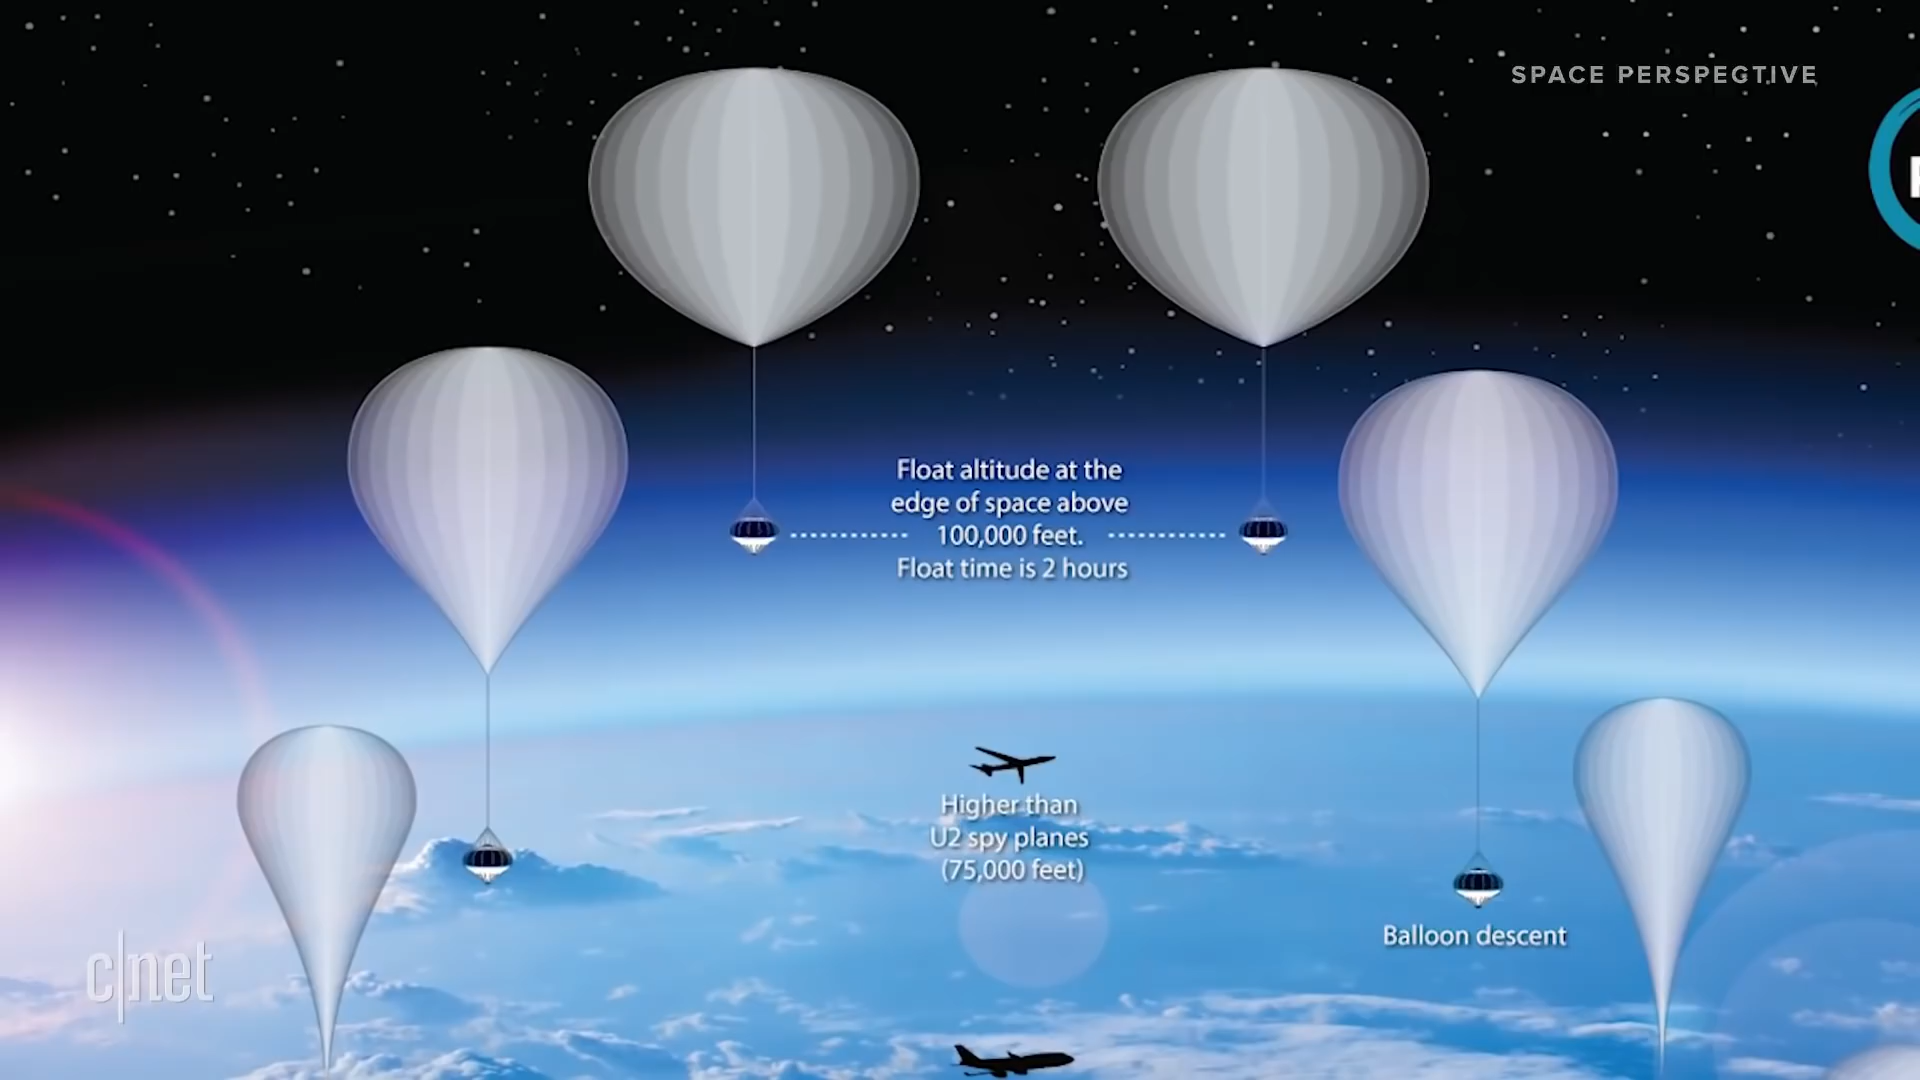 SPACE PERSPECTIVE
Float altitude at the
edge of space above
100,000 feet.
Float time is 2 hours
Higher than
U2 spy planes
(75,000 feet)
Balloon descent
c|net